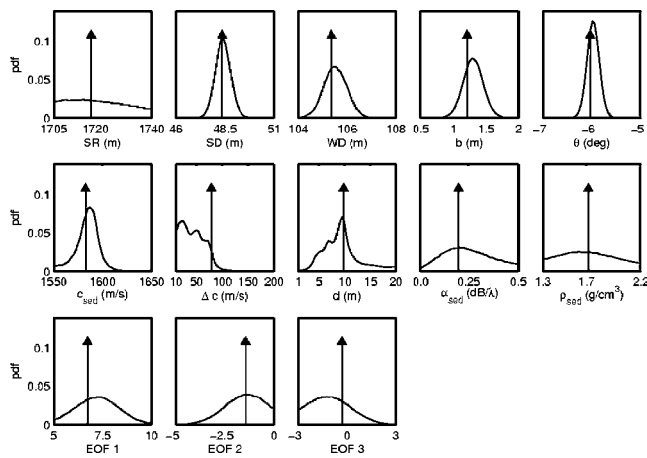 pdf
0.1
0.05
0
1705 1720 1740
SR (m)
46 48.5 51
SD (m)
104 106 108
WD (m)
0.5 1 1.5 2
b (m)
−7 −6 −5
θ (deg)
pdf
0.1
0.05
0
1550 1600 1650
c_sed (m/s)
10 50 100 150 200
Δ c (m/s)
1 5 10 15 20
d (m)
0.0 0.2 0.5
α_sed (dB/λ)
1.3 1.7 2.2
ρ_sed (g/cm³)
pdf
0.1
0.05
0
5 7.5 10
EOF 1
−5 −2.5 0
EOF 2
−3 0 3
EOF 3